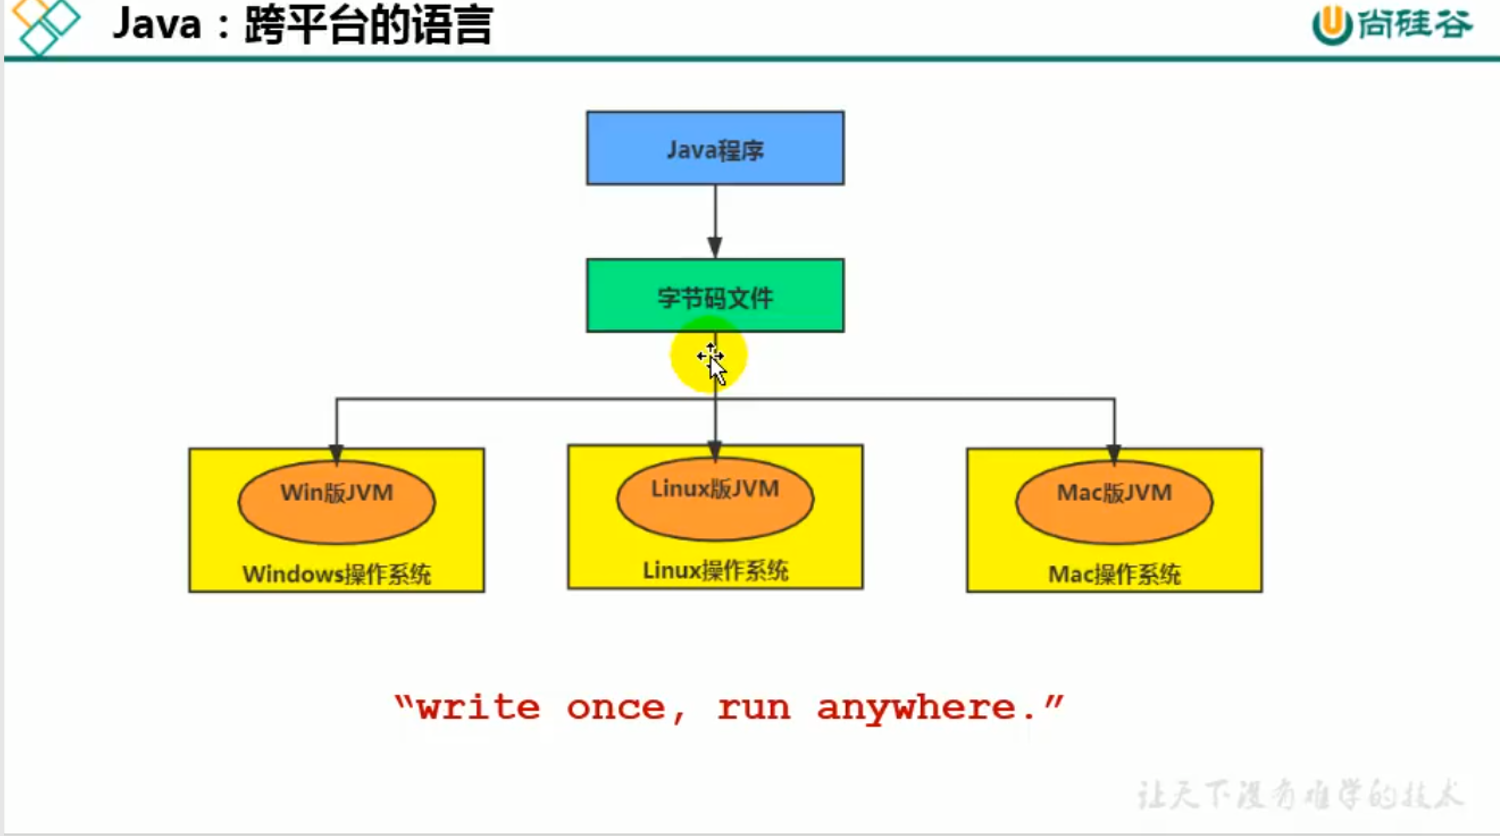 Java：跨平台的语言
尚硅谷
Java程序
字节码文件
Win版JVM
Linux版JVM
Mac版JVM
Windows操作系统
Linux操作系统
Mac操作系统
“write once, run anywhere.”
让天下没有难学的技术